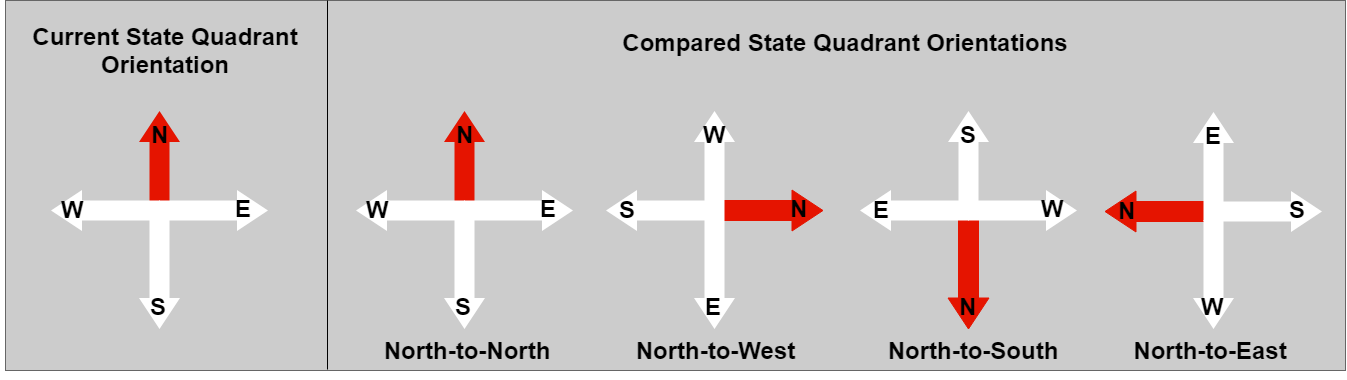 Current State Quadrant
Orientation
Compared State Quadrant Orientations
N
W
E
S
N
W
E
S
W
S
N
E
S
E
W
N
E
N
S
W
North-to-North
North-to-West
North-to-South
North-to-East